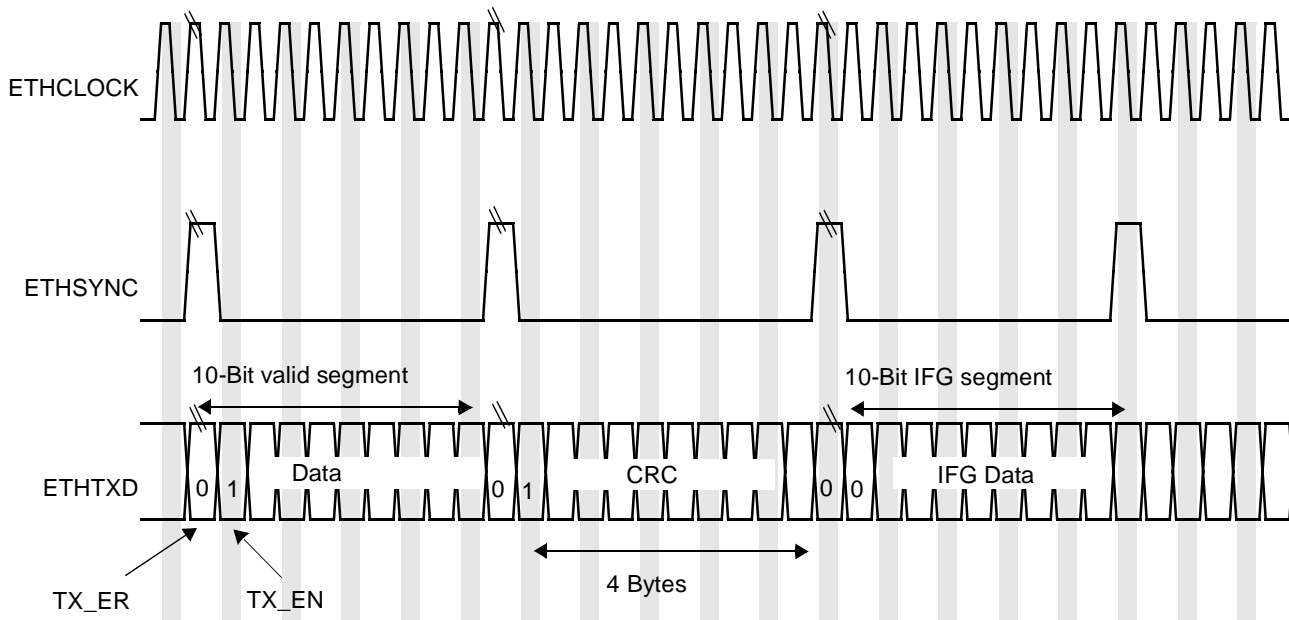 ETHCLOCK
ETHSYNC
10-Bit valid segment
10-Bit IFG segment
ETHTXD
0 1 Data 0 1 CRC 0 0 IFG Data
4 Bytes
TX_ER
TX_EN